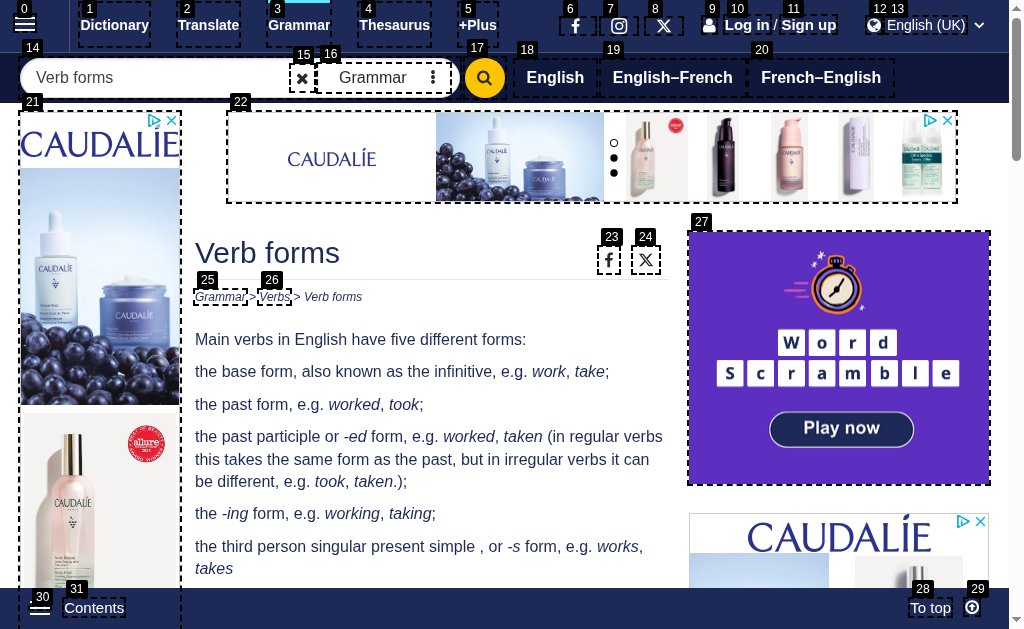 0 1 2 3 4 5 6 7 8 9 10 11 12 13
Dictionary Translate Grammar Thesaurus +Plus Log in / Sign up English (UK)
14 15 16 17 18 19 20
Verb forms Grammar English English–French French–English
21 22
CAUDALÍE
CAUDALÍE
23 24 27
Verb forms
25 26
Grammar > Verbs > Verb forms
Main verbs in English have five different forms:
the base form, also known as the infinitive, e.g. work, take;
the past form, e.g. worked, took;
the past participle or -ed form, e.g. worked, taken (in regular verbs
this takes the same form as the past, but in irregular verbs it can
be different, e.g. took, taken.);
the -ing form, e.g. working, taking;
the third person singular present simple , or -s form, e.g. works,
takes
Word
Scramble
Play now
CAUDALÍE
CAUDALÍE
CAUDALÍE
allure
CAUDALÍE
30 31 28 29
Contents To top